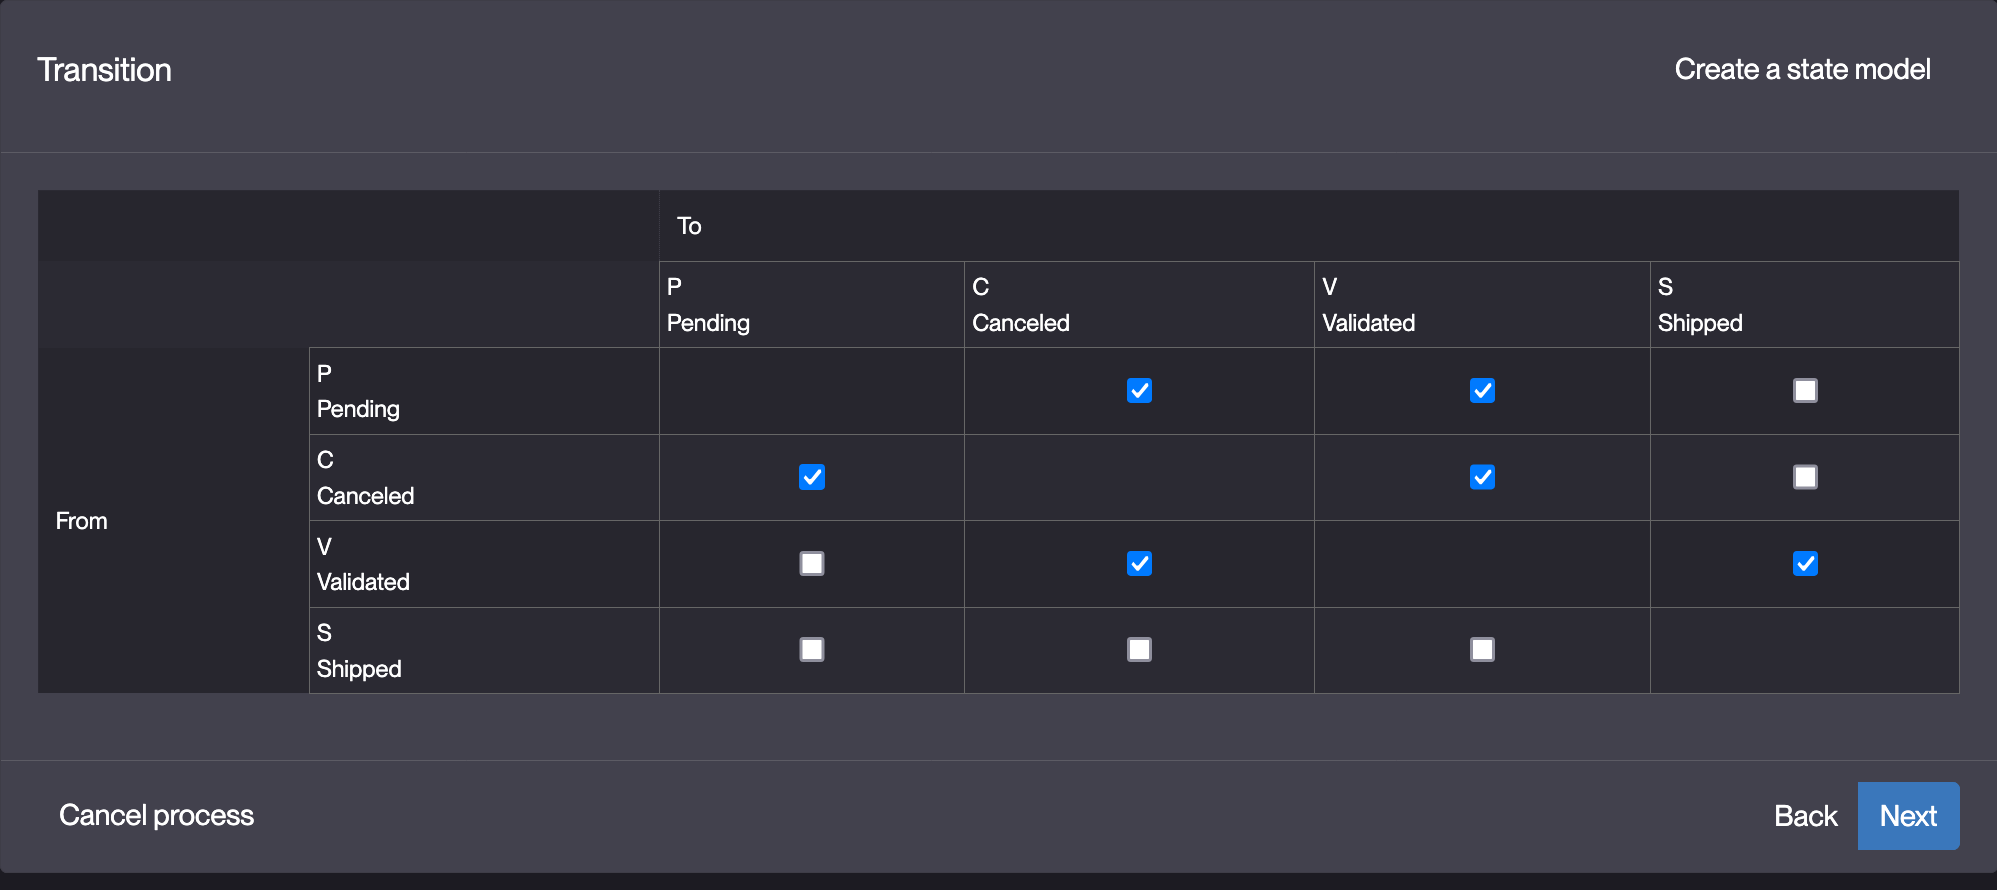 Transition
Create a state model
To
P
Pending
C
Canceled
V
Validated
S
Shipped
From
P
Pending
C
Canceled
V
Validated
S
Shipped
Cancel process
Back
Next